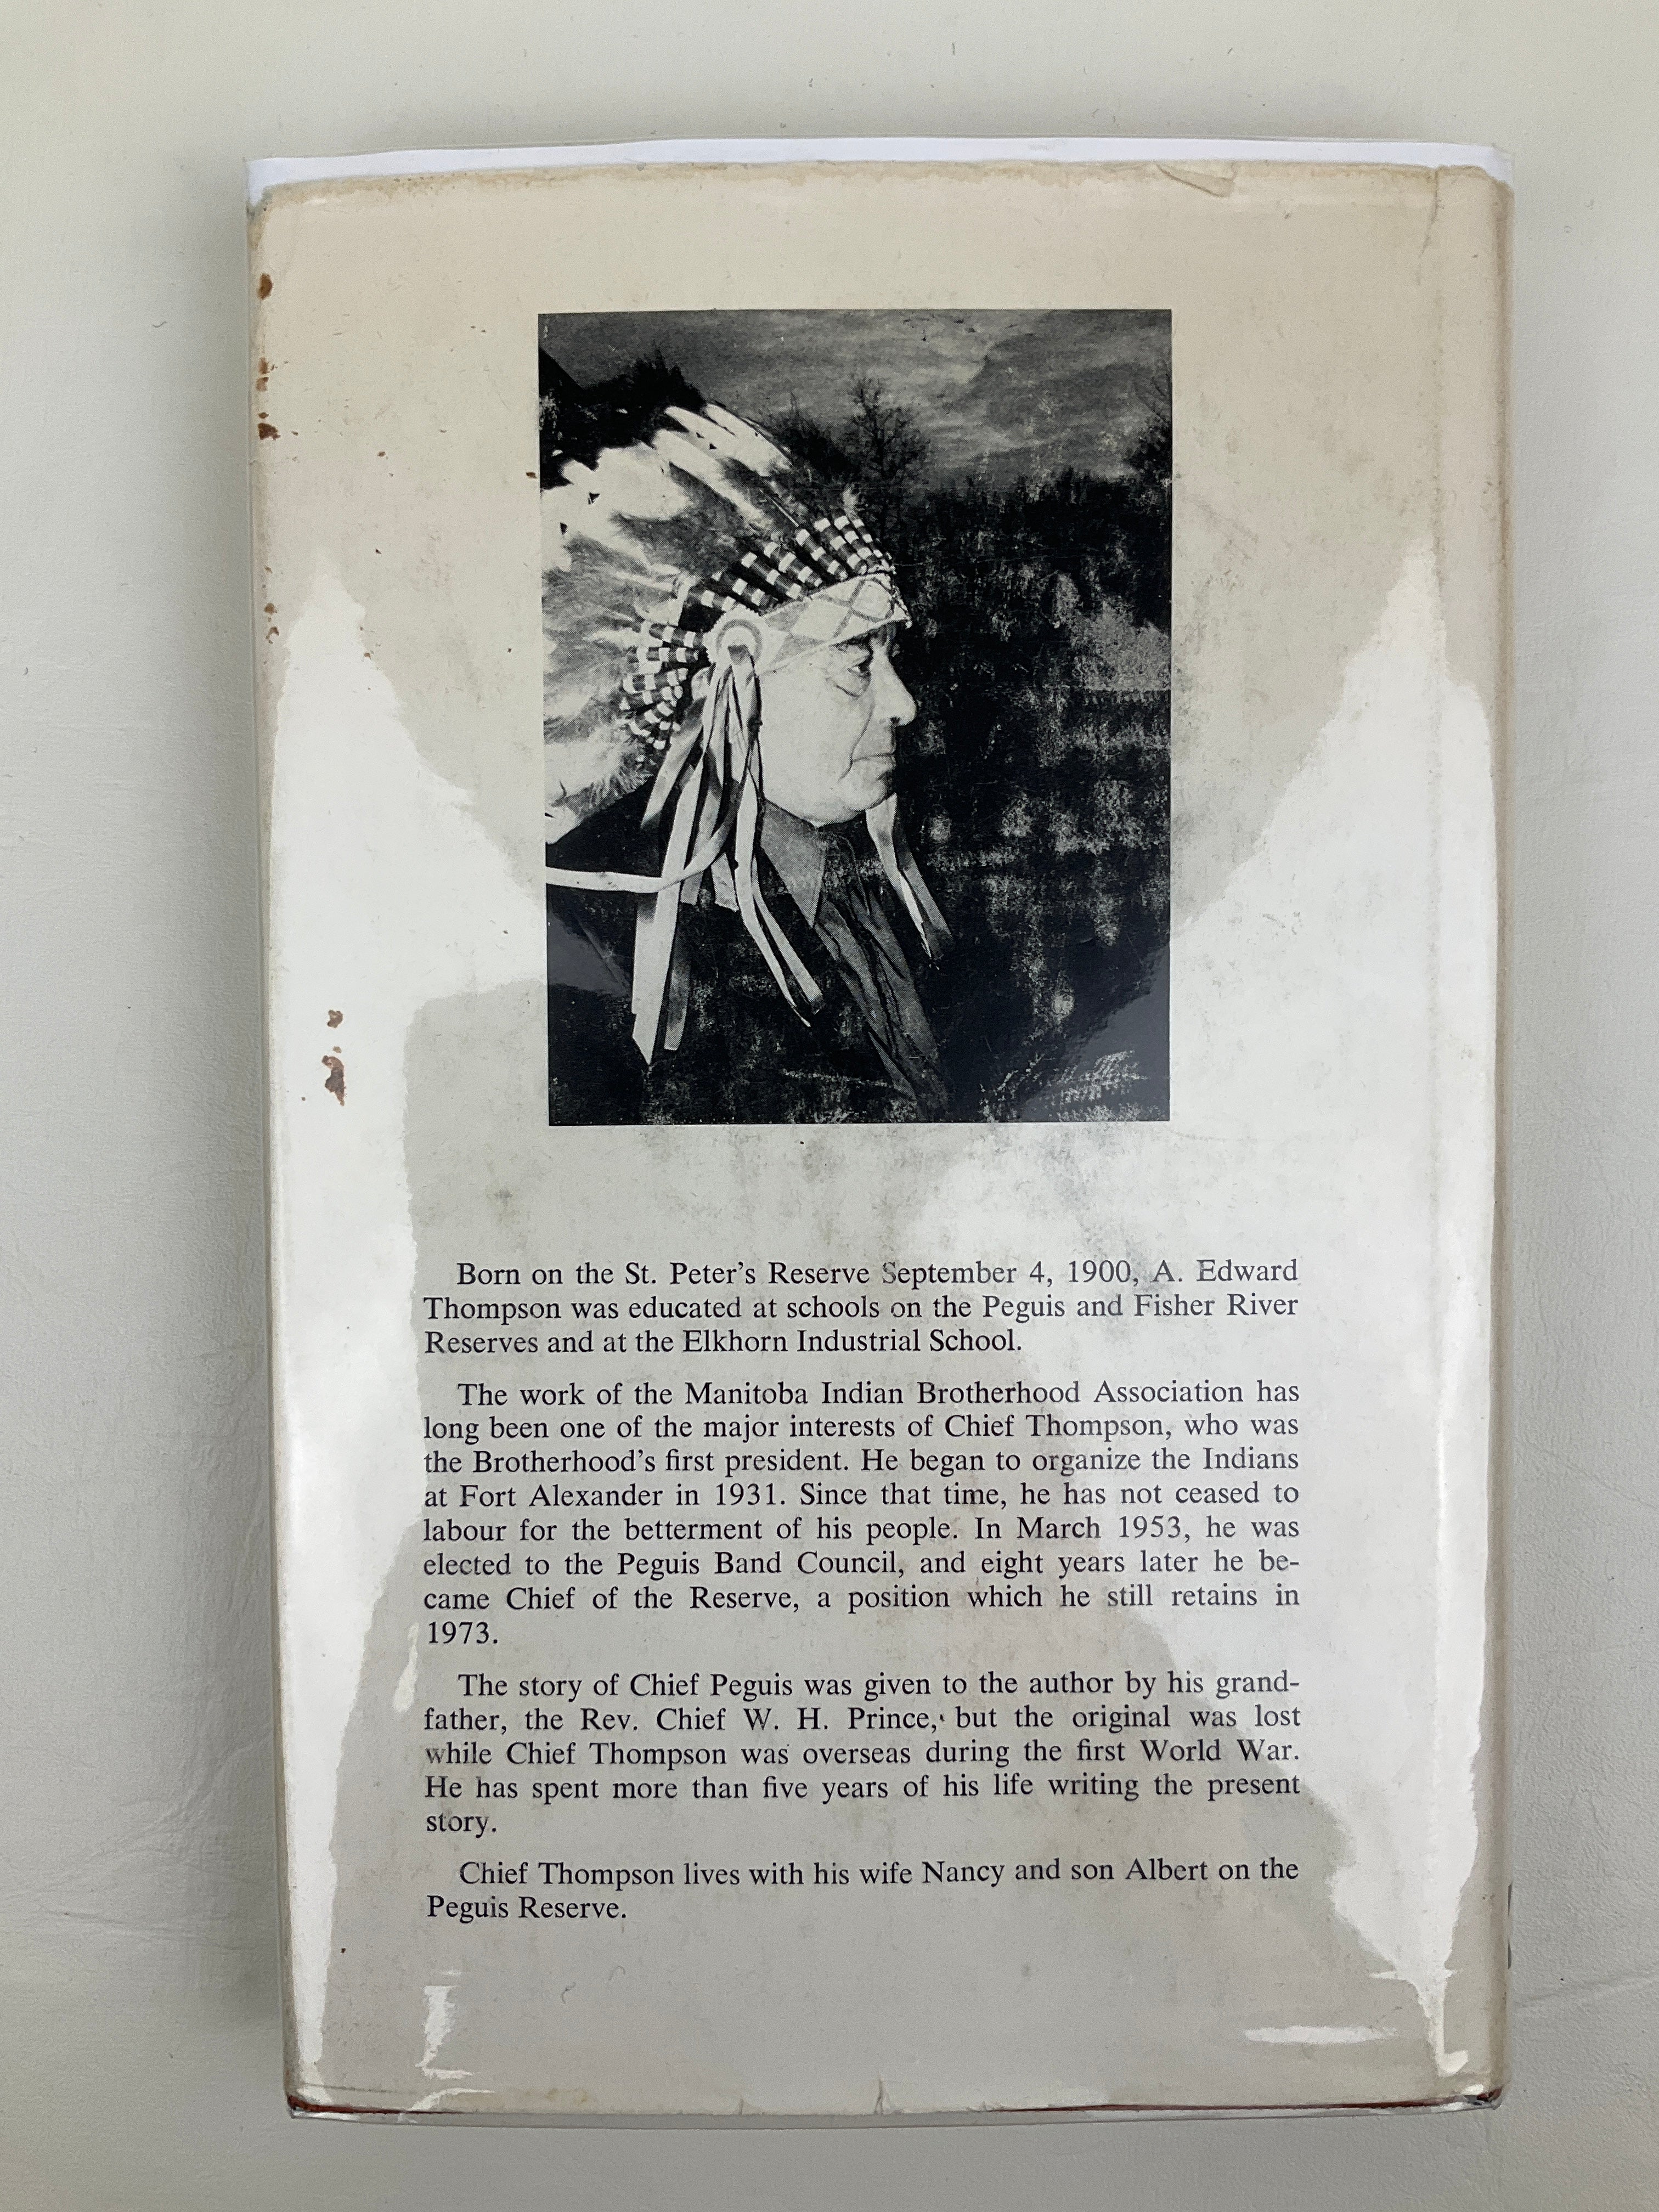 Born on the St. Peter's Reserve September 4, 1900, A. Edward
Thompson was educated at schools on the Peguis and Fisher River
Reserves and at the Elkhorn Industrial School.
The work of the Manitoba Indian Brotherhood Association has
long been one of the major interests of Chief Thompson, who was
the Brotherhood's first president. He began to organize the Indians
at Fort Alexander in 1931. Since that time, he has not ceased to
labour for the betterment of his people. In March 1953, he was
elected to the Peguis Band Council, and eight years later he be-
came Chief of the Reserve, a position which he still retains in
1973.
The story of Chief Peguis was given to the author by his grand-
father, the Rev. Chief W. H. Prince, but the original was lost
while Chief Thompson was overseas during the first World War.
He has spent more than five years of his life writing the present
story.
Chief Thompson lives with his wife Nancy and son Albert on the
Peguis Reserve.